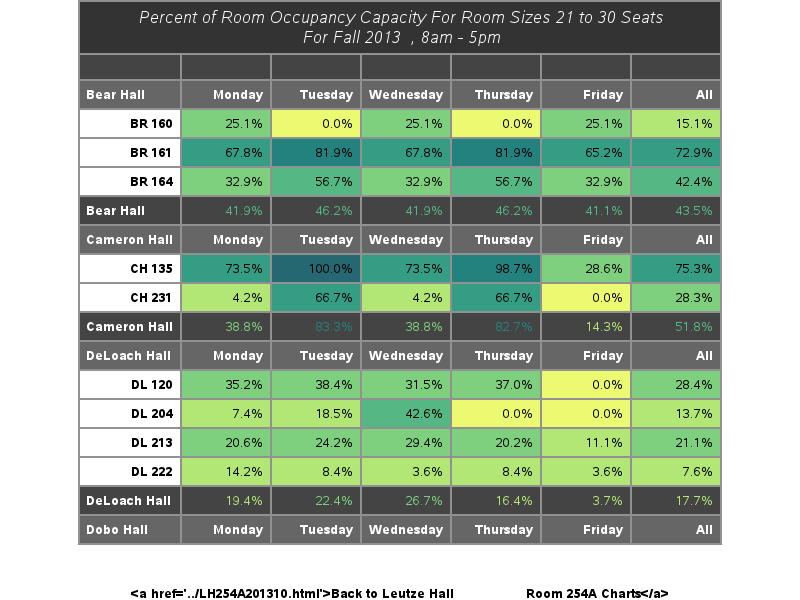 Percent of Room Occupancy Capacity For Room Sizes 21 to 30 Seats
For Fall 2013 , 8am - 5pm
Bear Hall Monday Tuesday Wednesday Thursday Friday All
BR 160 25.1% 0.0% 25.1% 0.0% 25.1% 15.1%
BR 161 67.8% 81.9% 67.8% 81.9% 65.2% 72.9%
BR 164 32.9% 56.7% 32.9% 56.7% 32.9% 42.4%
Bear Hall 41.9% 46.2% 41.9% 46.2% 41.1% 43.5%
Cameron Hall Monday Tuesday Wednesday Thursday Friday All
CH 135 73.5% 100.0% 73.5% 98.7% 28.6% 75.3%
CH 231 4.2% 66.7% 4.2% 66.7% 0.0% 28.3%
Cameron Hall 38.8% 83.3% 38.8% 82.7% 14.3% 51.8%
DeLoach Hall Monday Tuesday Wednesday Thursday Friday All
DL 120 35.2% 38.4% 31.5% 37.0% 0.0% 28.4%
DL 204 7.4% 18.5% 42.6% 0.0% 0.0% 13.7%
DL 213 20.6% 24.2% 29.4% 20.2% 11.1% 21.1%
DL 222 14.2% 8.4% 3.6% 8.4% 3.6% 7.6%
DeLoach Hall 19.4% 22.4% 26.7% 16.4% 3.7% 17.7%
Dobo Hall Monday Tuesday Wednesday Thursday Friday All
<a href='../LH254A201310.html'>Back to Leutze Hall Room 254A Charts</a>